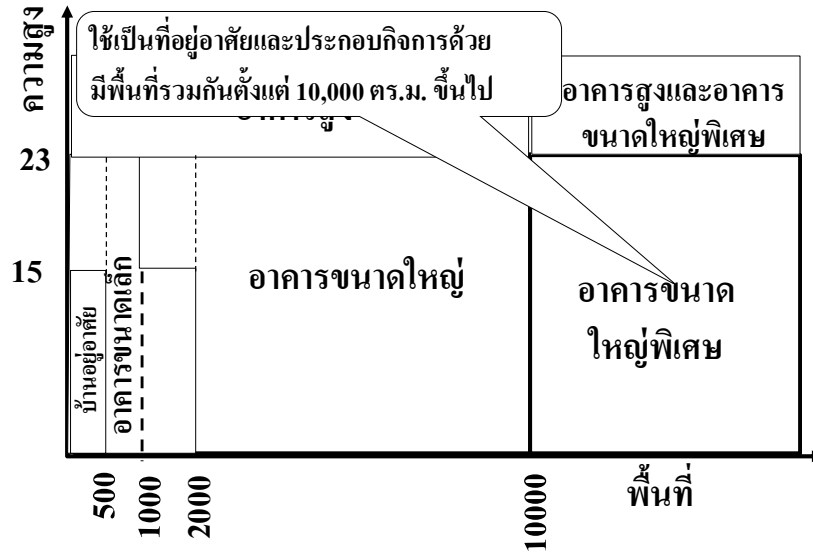 ความสูง
ใช้เป็นที่อยู่อาศัยและประกอบกิจการด้วย
มีพื้นที่รวมกันตั้งแต่ 10,000 ตร.ม. ขึ้นไป
อาคารสูง
อาคารสูงและอาคาร
ขนาดใหญ่พิเศษ
23
15
บ้านอยู่อาศัย
อาคารขนาดเล็ก
อาคารขนาดใหญ่
อาคารขนาด
ใหญ่พิเศษ
500
1000
2000
10000
พื้นที่